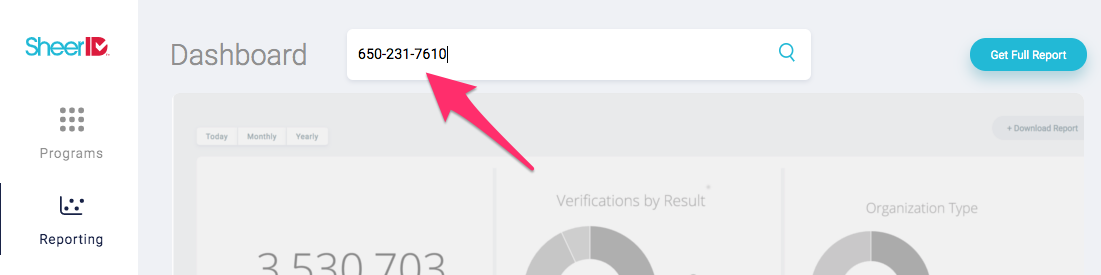 SheerID
Dashboard
650-231-7610
Get Full Report
Programs
Today Monthly Yearly
+ Download Report
Verifications by Result
Organization Type
Reporting
3,530,703